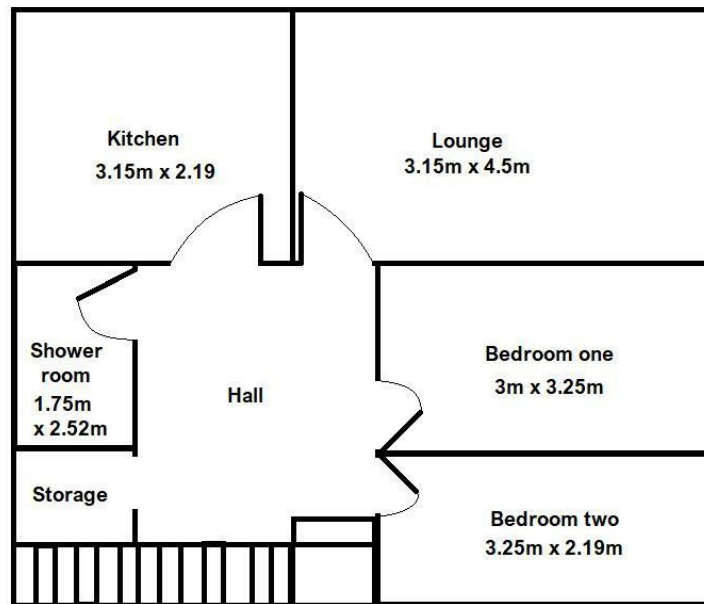 Kitchen
3.15m x 2.19
Lounge
3.15m x 4.5m
Shower
room
1.75m
x 2.52m
Hall
Bedroom one
3m x 3.25m
Storage
Bedroom two
3.25m x 2.19m